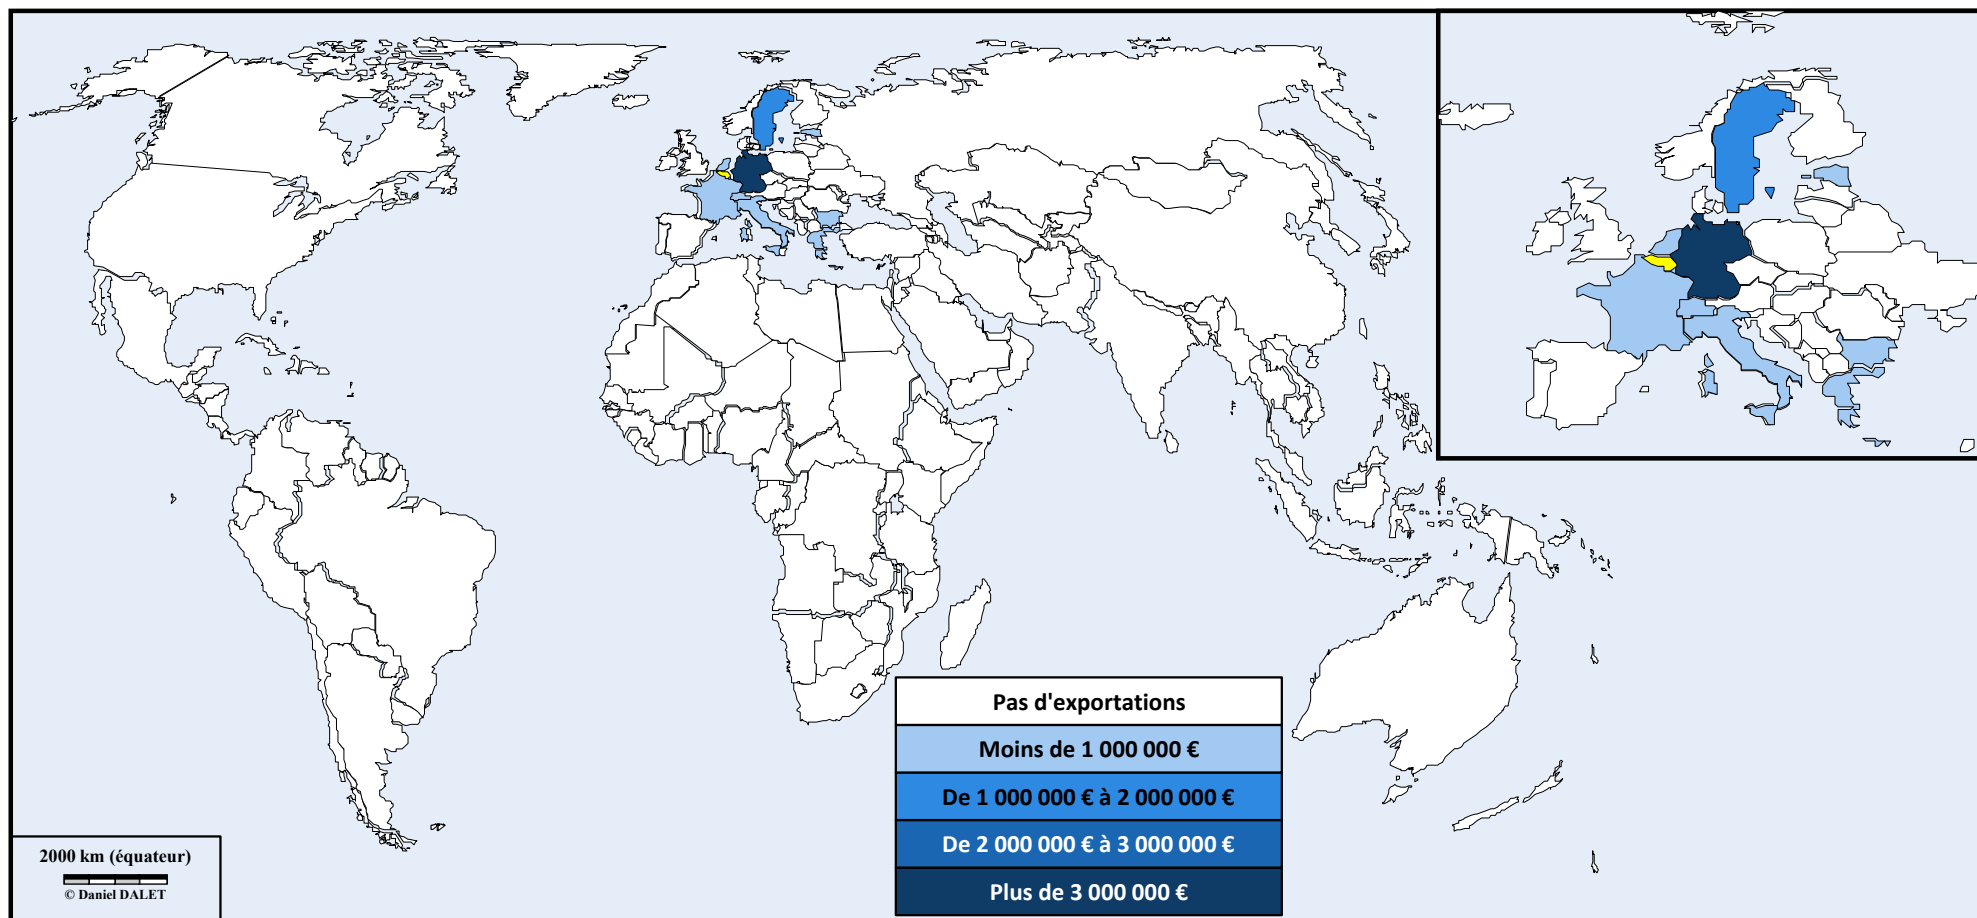 Pas d'exportations
Moins de 1 000 000 €
De 1 000 000 € à 2 000 000 €
De 2 000 000 € à 3 000 000 €
Plus de 3 000 000 €
2000 km (équateur)
© Daniel DALET